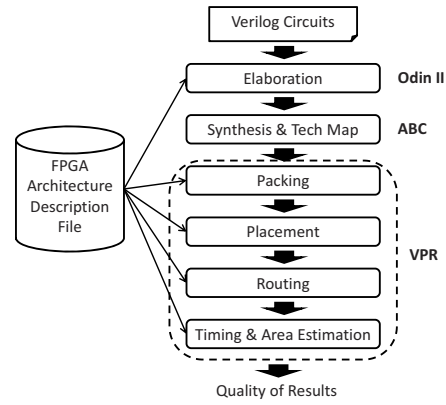 Verilog Circuits
Elaboration
Odin II
Synthesis & Tech Map
ABC
FPGA
Architecture
Description
File
Packing
Placement
VPR
Routing
Timing & Area Estimation
Quality of Results